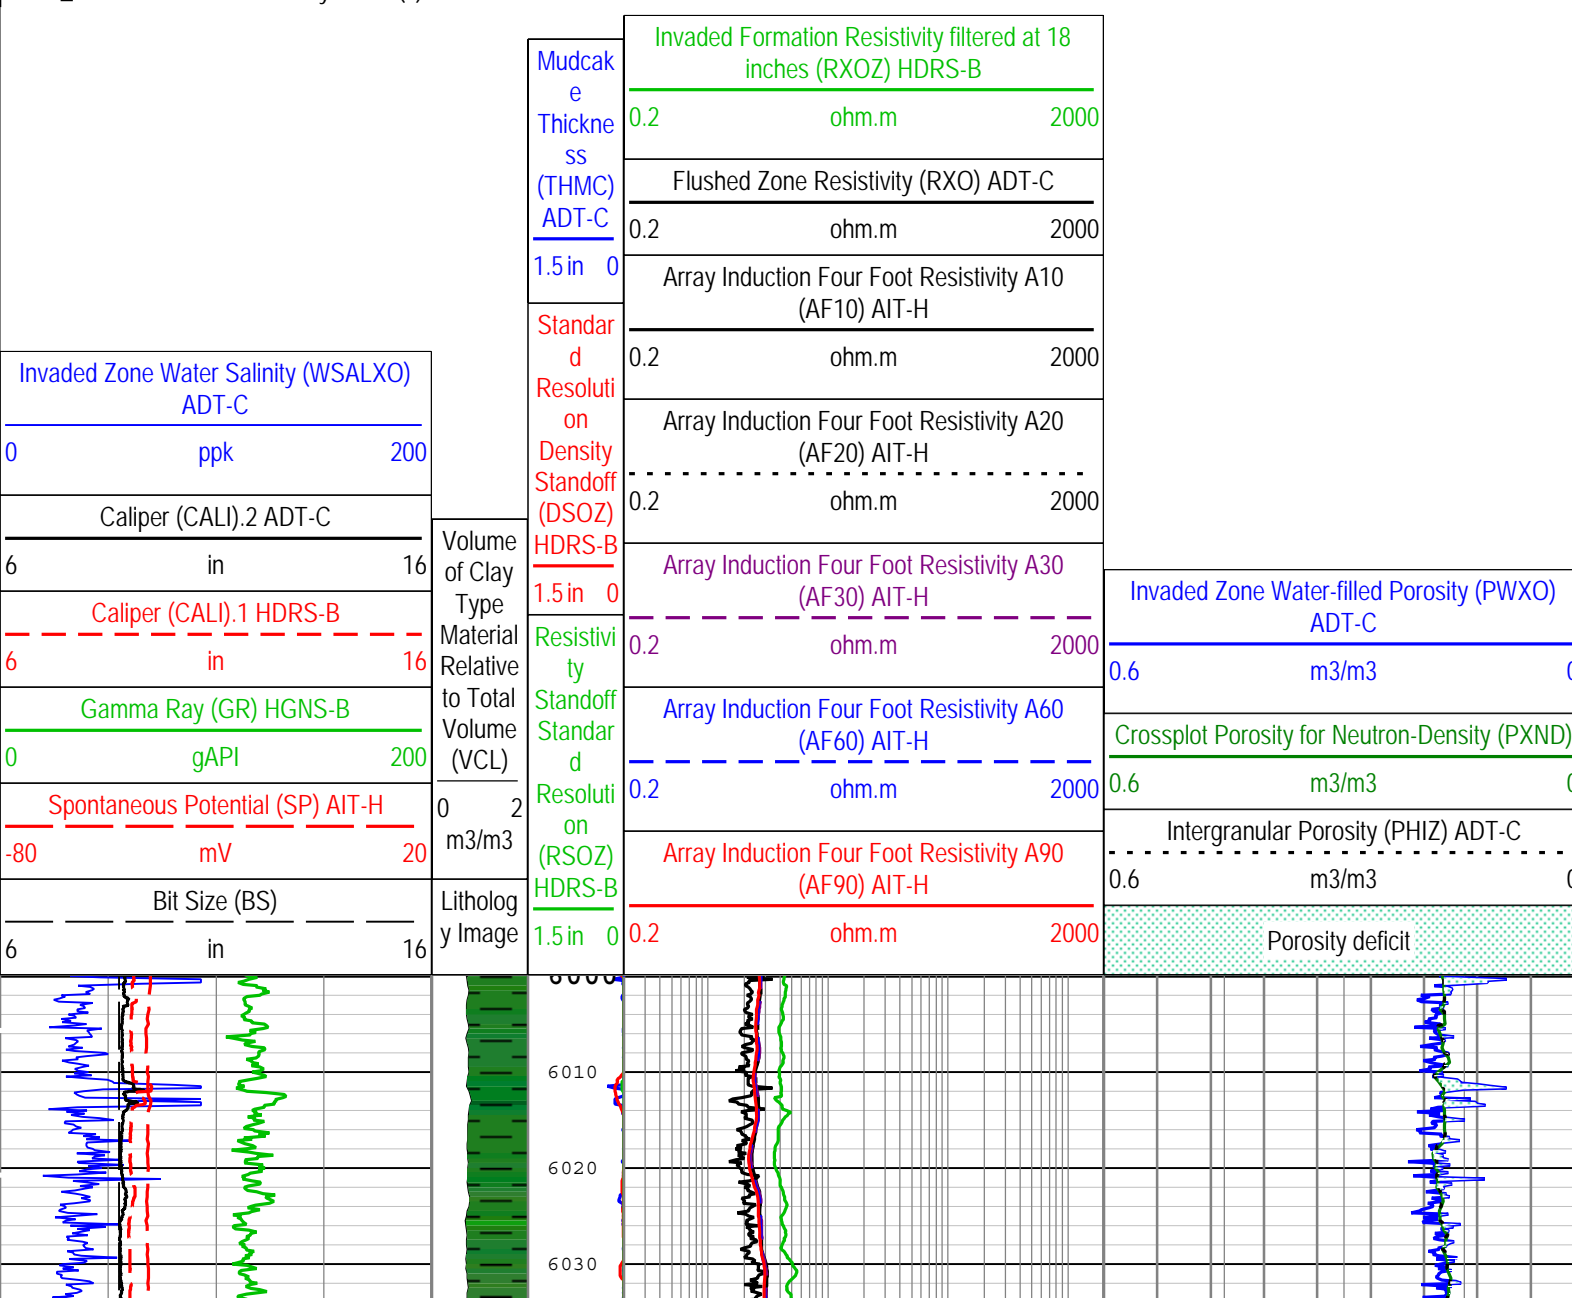 Invaded Zone Water Salinity (WSALXO)
ADT-C
0 ppk 200
Caliper (CALI).2 ADT-C
6 in 16
Caliper (CALI).1 HDRS-B
6 in 16
Gamma Ray (GR) HGNS-B
0 gAPI 200
Spontaneous Potential (SP) AIT-H
-80 mV 20
Bit Size (BS)
6 in 16
Volume
of Clay
Type
Material
Relative
to Total
Volume
(VCL)
0 2
m3/m3
Litholog
y Image
Mudcak
e
Thickne
ss
(THMC)
ADT-C
1.5 in 0
Standar
d
Resoluti
on
Density
Standoff
(DSOZ)
HDRS-B
1.5 in 0
Resistivi
ty
Standoff
Standar
d
Resoluti
on
(RSOZ)
HDRS-B
1.5 in 0
Invaded Formation Resistivity filtered at 18
inches (RXOZ) HDRS-B
0.2 ohm.m 2000
Flushed Zone Resistivity (RXO) ADT-C
0.2 ohm.m 2000
Array Induction Four Foot Resistivity A10
(AF10) AIT-H
0.2 ohm.m 2000
Array Induction Four Foot Resistivity A20
(AF20) AIT-H
0.2 ohm.m 2000
Array Induction Four Foot Resistivity A30
(AF30) AIT-H
0.2 ohm.m 2000
Array Induction Four Foot Resistivity A60
(AF60) AIT-H
0.2 ohm.m 2000
Array Induction Four Foot Resistivity A90
(AF90) AIT-H
0.2 ohm.m 2000
Invaded Zone Water-filled Porosity (PWXO)
ADT-C
0.6 m3/m3 0
Crossplot Porosity for Neutron-Density (PXND)
0.6 m3/m3 0
Intergranular Porosity (PHIZ) ADT-C
0.6 m3/m3 0
Porosity deficit
6000
6010
6020
6030